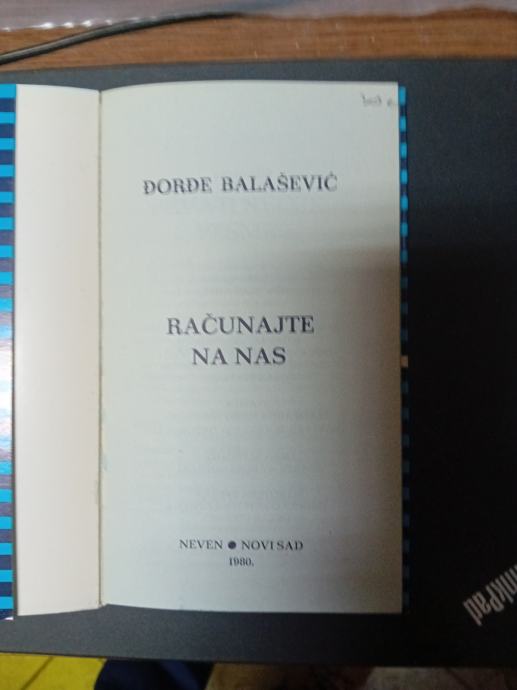 ĐORĐE BALAŠEVIĆ
RAČUNAJTE
NA NAS
NEVEN ● NOVI SAD
1980.